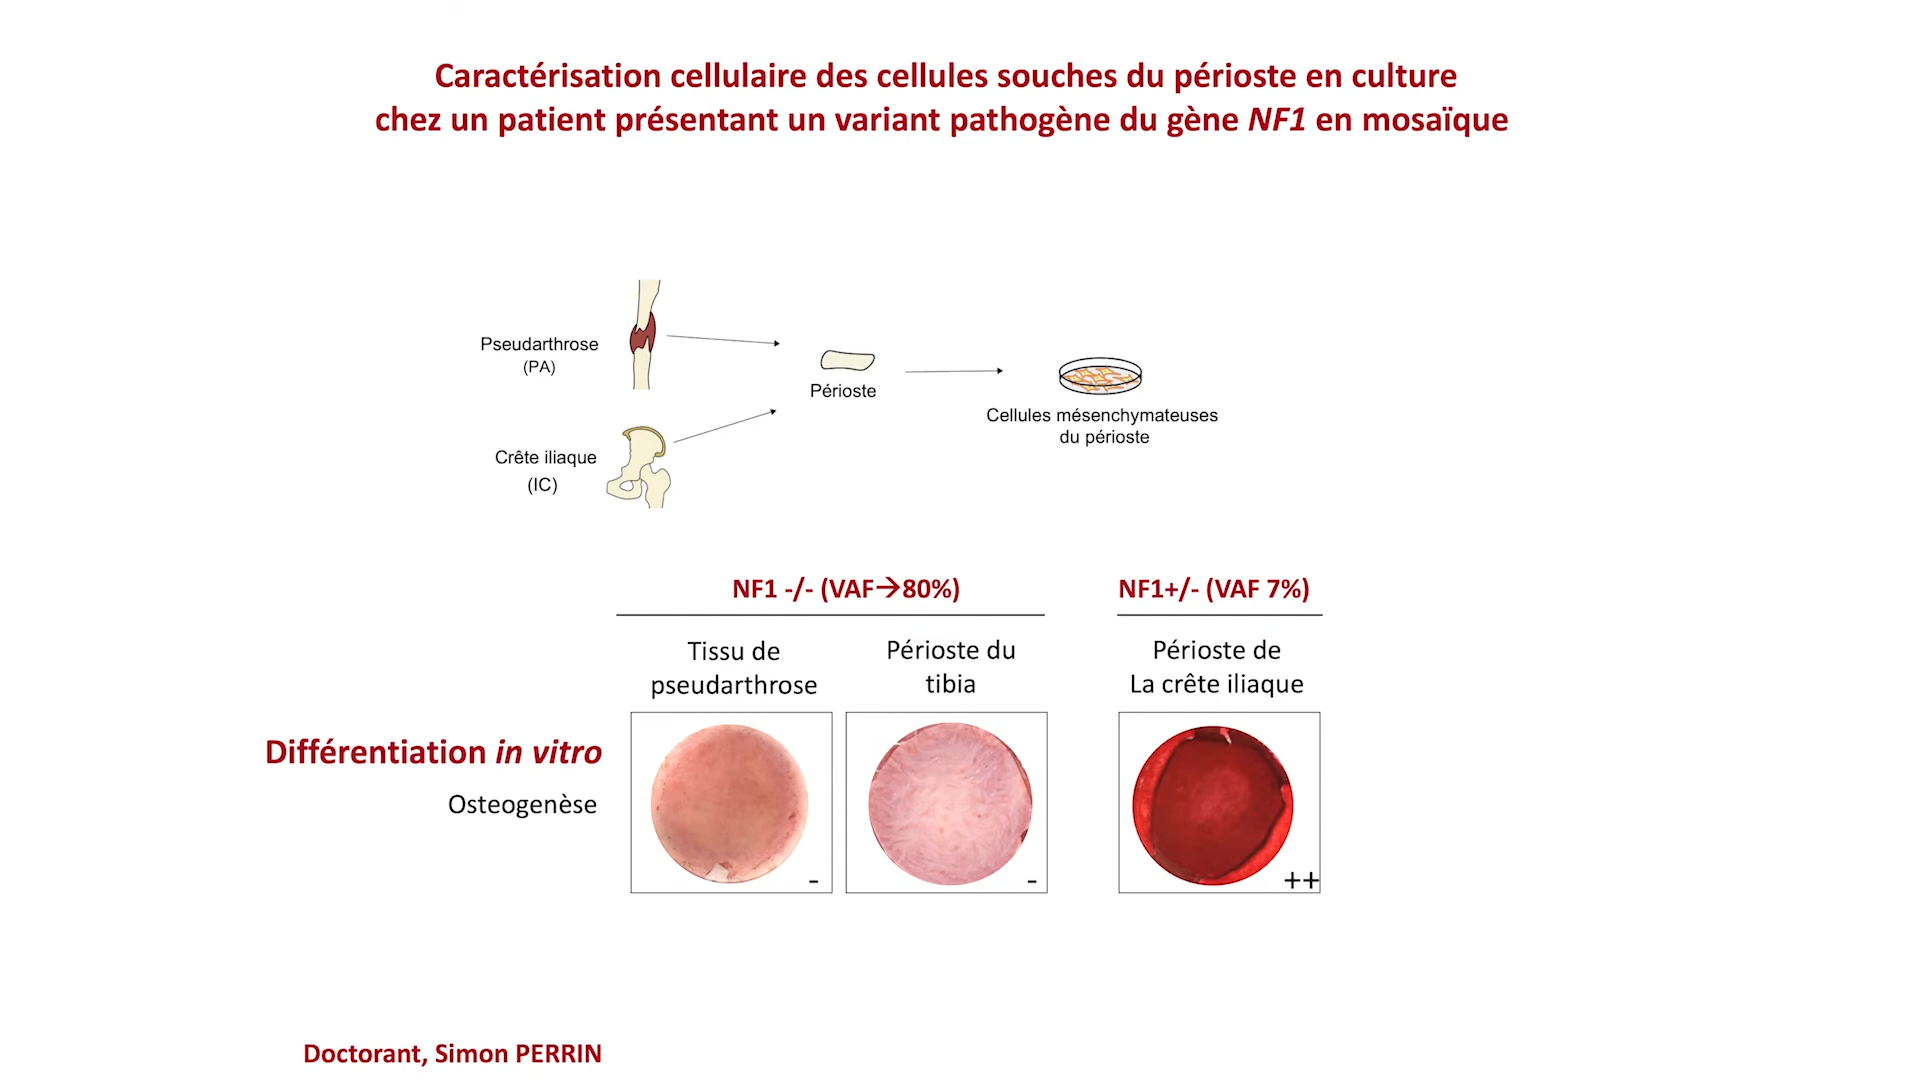 Caractérisation cellulaire des cellules souches du périoste en culture
chez un patient présentant un variant pathogène du gène NF1 en mosaïque
Pseudarthrose
(PA)
Périoste
Cellules mésenchymateuses
du périoste
Crête iliaque
(IC)
NF1 -/- (VAF→80%)
NF1+/- (VAF 7%)
Tissu de
pseudarthrose
Périoste du
tibia
Périoste de
La crête iliaque
Différentiation in vitro
Osteogenèse
-
-
++
Doctorant, Simon PERRIN